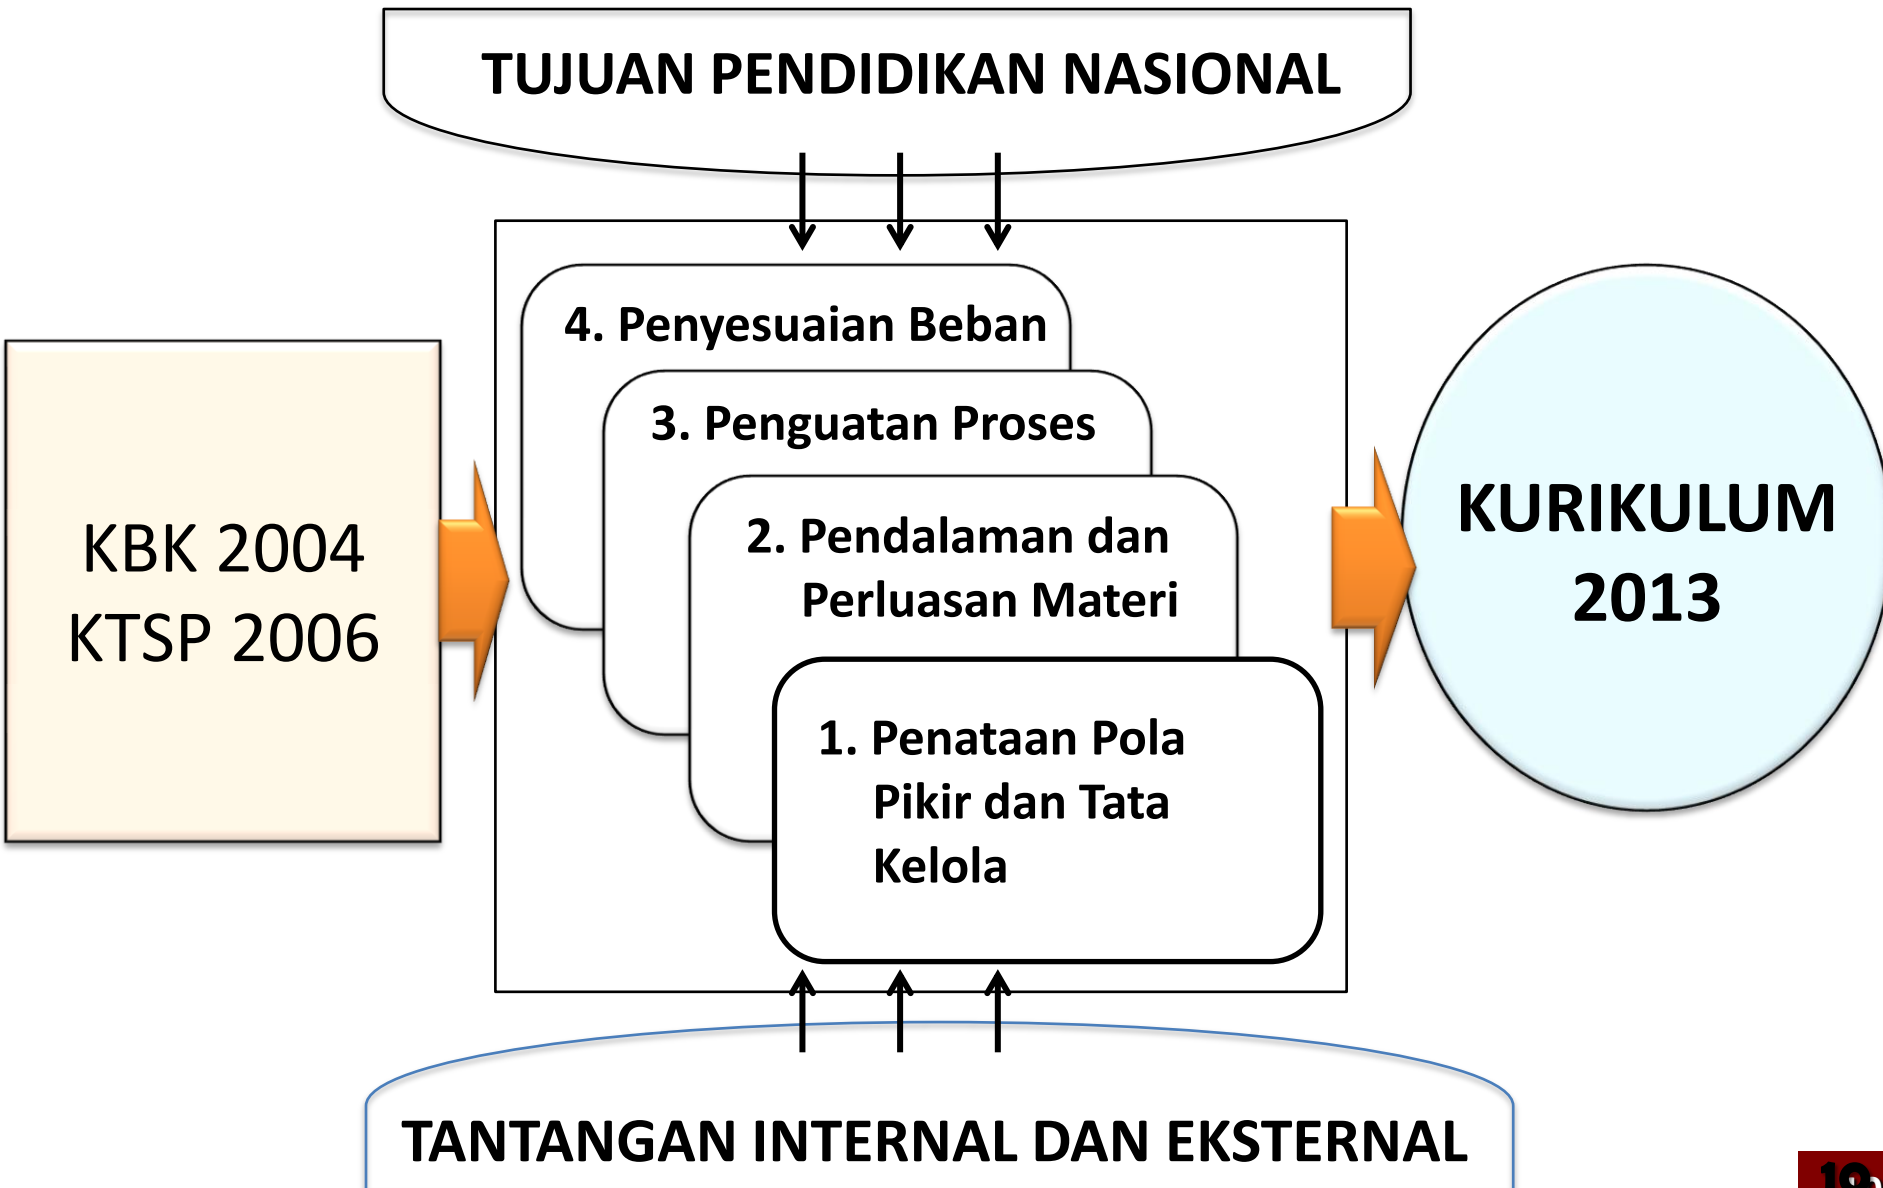 TUJUAN PENDIDIKAN NASIONAL
4. Penyesuaian Beban
3. Penguatan Proses
2. Pendalaman dan
Perluasan Materi
1. Penataan Pola
Pikir dan Tata
Kelola
KBK 2004
KTSP 2006
KURIKULUM
2013
TANTANGAN INTERNAL DAN EKSTERNAL